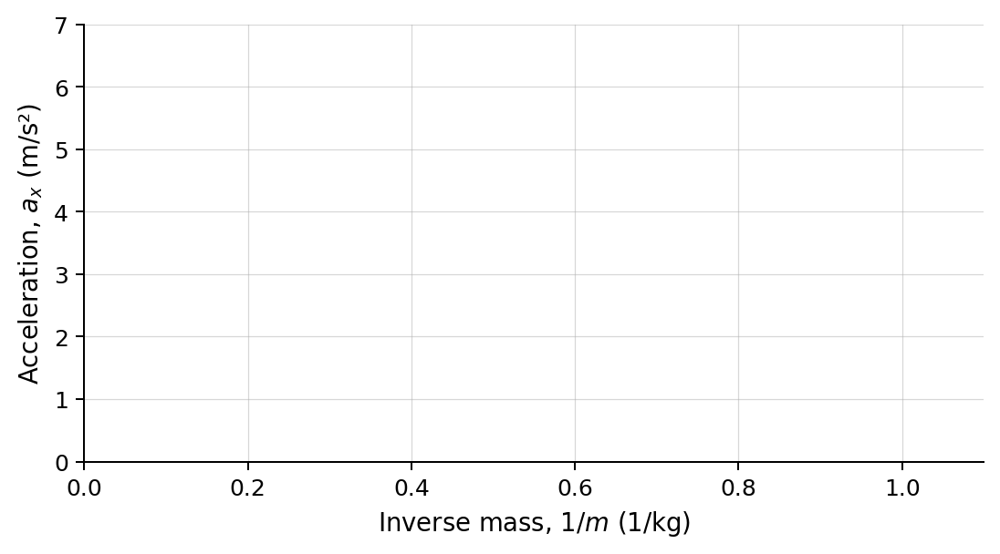 Acceleration, aₓ (m/s²)
7
6
5
4
3
2
1
0
0.0 0.2 0.4 0.6 0.8 1.0
Inverse mass, 1/m (1/kg)